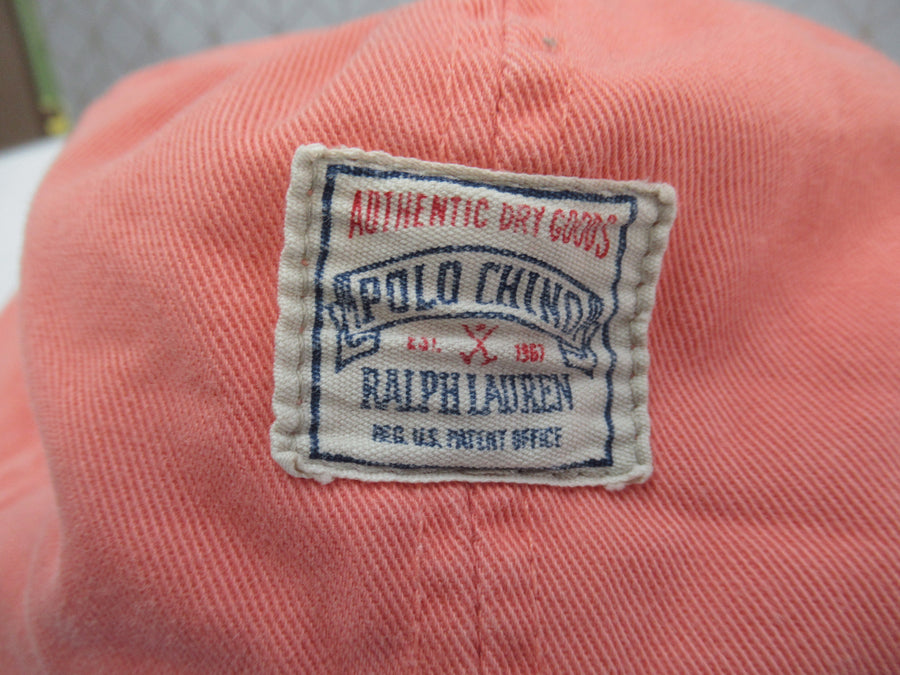 AUTHENTIC DRY GOODS
POLO CHINO
EST. 1967
RALPH LAUREN
REG. U.S. PATENT OFFICE